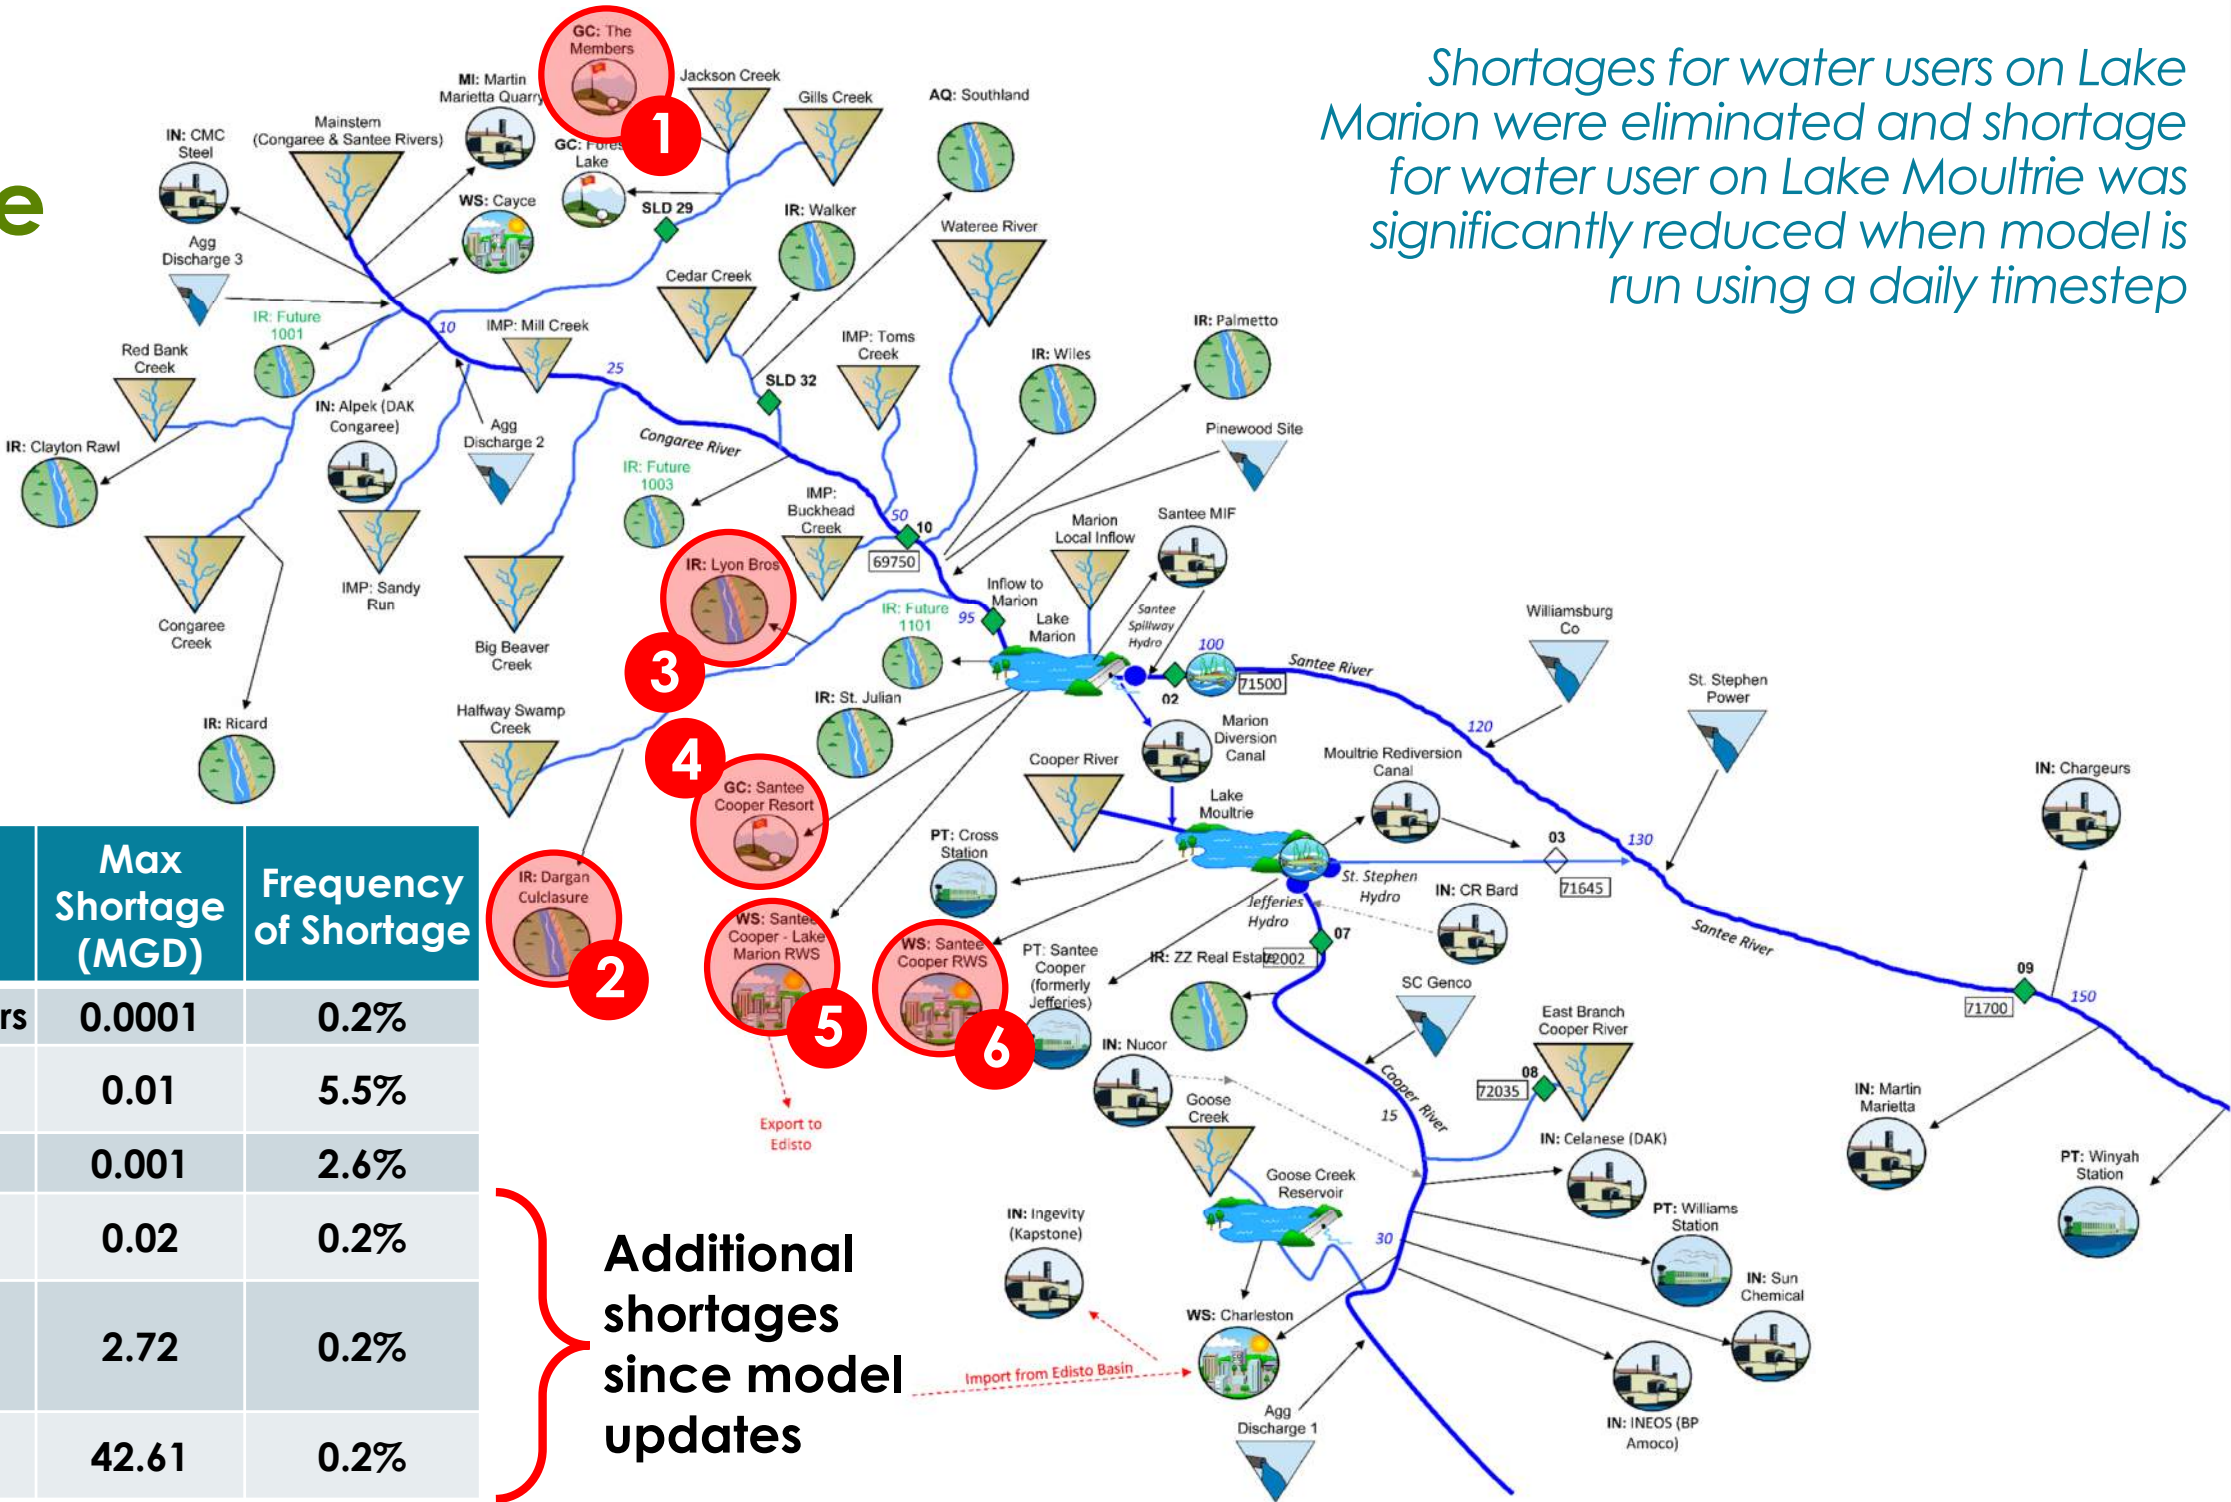 Shortages for water users on Lake
Marion were eliminated and shortage
for water user on Lake Moultrie was
significantly reduced when model is
run using a daily timestep
e
GC: The
Members
1
MI: Martin
Marietta Quarry
Jackson Creek
Gills Creek
AQ: Southland
Mainstem
(Congaree & Santee Rivers)
IN: CMC
Steel
GC: Fores
Lake
WS: Cayce
SLD 29
IR: Walker
Wateree River
Agg
Discharge 3
Cedar Creek
IR: Future
1001
10
IMP: Mill Creek
IMP: Toms
Creek
IR: Palmetto
Red Bank
Creek
25
SLD 32
IR: Wiles
IN: Alpek (DAK
Congaree)
Agg
Discharge 2
Congaree River
Pinewood Site
IR: Clayton Rawl
IR: Future
1003
IMP:
Buckhead
Creek
50
10
69750
Marion
Local Inflow
Santee MIF
IR: Lyon Bros
3
IMP: Sandy
Run
Congaree
Creek
Big Beaver
Creek
Inflow to
Marion
IR: Future
1101
95
Lake
Marion
Santee
Spillway
Hydro
100
Santee River
02
71500
Williamsburg
Co
St. Stephen
Power
120
IR: Ricard
Halfway Swamp
Creek
IR: St. Julian
4
GC: Santee
Cooper Resort
Marion
Diversion
Canal
Cooper River
Moultrie Rediversion
Canal
IN: Chargeurs
Lake
Moultrie
PT: Cross
Station
03
130
71645
St. Stephen
Hydro
Jefferies
Hydro
IN: CR Bard
IR: Dargan
Culclasure
2
WS: Santee
Cooper - Lake
Marion RWS
5
WS: Santee
Cooper RWS
6
PT: Santee
Cooper
(formerly
Jefferies)
IR: ZZ Real Estate
72002
07
Santee River
SC Genco
09
71700
150
East Branch
Cooper River
IN: Nucor
08
72035
Cooper River
15
Goose
Creek
Export to
Edisto
IN: Celanese (DAK)
IN: Martin
Marietta
PT: Winyah
Station
Goose Creek
Reservoir
PT: Williams
Station
IN: Ingevity
(Kapstone)
30
IN: Sun
Chemical
WS: Charleston
Import from Edisto Basin
IN: INEOS (BP
Amoco)
Agg
Discharge 1
Max
Shortage
(MGD)
Frequency
of Shortage
rs 0.0001 0.2%
0.01 5.5%
0.001 2.6%
0.02 0.2%
2.72 0.2%
42.61 0.2%
Additional
shortages
since model
updates